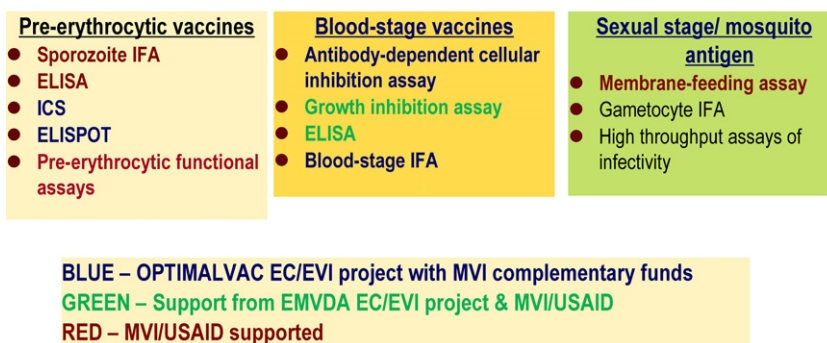 Pre-erythrocytic vaccines
Sporozoite IFA
ELISA
ICS
ELISPOT
Pre-erythrocytic functional
assays
Blood-stage vaccines
Antibody-dependent cellular
inhibition assay
Growth inhibition assay
ELISA
Blood-stage IFA
Sexual stage/ mosquito
antigen
Membrane-feeding assay
Gametocyte IFA
High throughput assays of
infectivity
BLUE – OPTIMALVAC EC/EVI project with MVI complementary funds
GREEN – Support from EMVDA EC/EVI project & MVI/USAID
RED – MVI/USAID supported